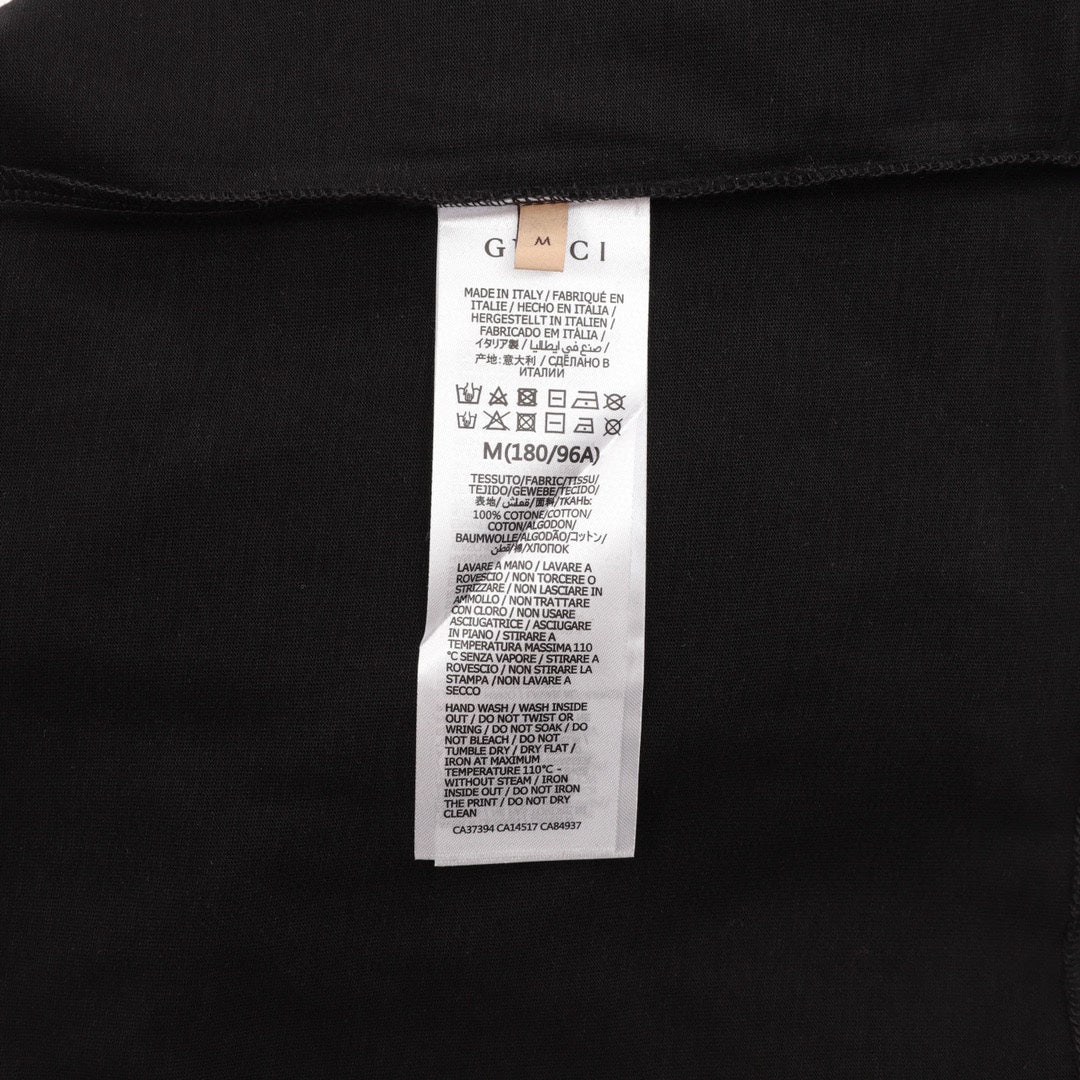 G CCI
M
MADE IN ITALY / FABRIQUÉ EN
ITALIE / HECHO EN ITALIA /
HERGESTELLT IN ITALIEN /
FABRICADO EM ITÀLIA /
イタリア製 / صنع في ايطاليا /
产地: 意大利 / СДЕЛАНО В
ИТАЛИИ
M(180/96A)
TESSUTO/FABRIC/TISSU/
TEJIDO/GEWEBE/TECIDO/
表地/قماش/面料/ТКАНЬ:
100% COTONE/COTTON/
COTON/ALGODON/
BAUMWOLLE/ALGODÃO/コットン/
قطن/棉/ХЛОПОК
LAVARE A MANO / LAVARE A
ROVESCIO / NON TORCERE O
STRIZZARE / NON LASCIARE IN
AMMOLLO / NON TRATTARE
CON CLORO / NON USARE
ASCIUGATRICE / ASCIUGARE
IN PIANO / STIRARE A
TEMPERATURA MASSIMA 110
°C SENZA VAPORE / STIRARE A
ROVESCIO / NON STIRARE LA
STAMPA /NON LAVARE A
SECCO
HAND WASH / WASH INSIDE
OUT / DO NOT TWIST OR
WRING / DO NOT SOAK / DO
NOT BLEACH / DO NOT
TUMBLE DRY / DRY FLAT /
IRON AT MAXIMUM
TEMPERATURE 110℃ -
WITHOUT STEAM / IRON
INSIDE OUT / DO NOT IRON
THE PRINT / DO NOT DRY
CLEAN
CA37394 CA14517 CA84937